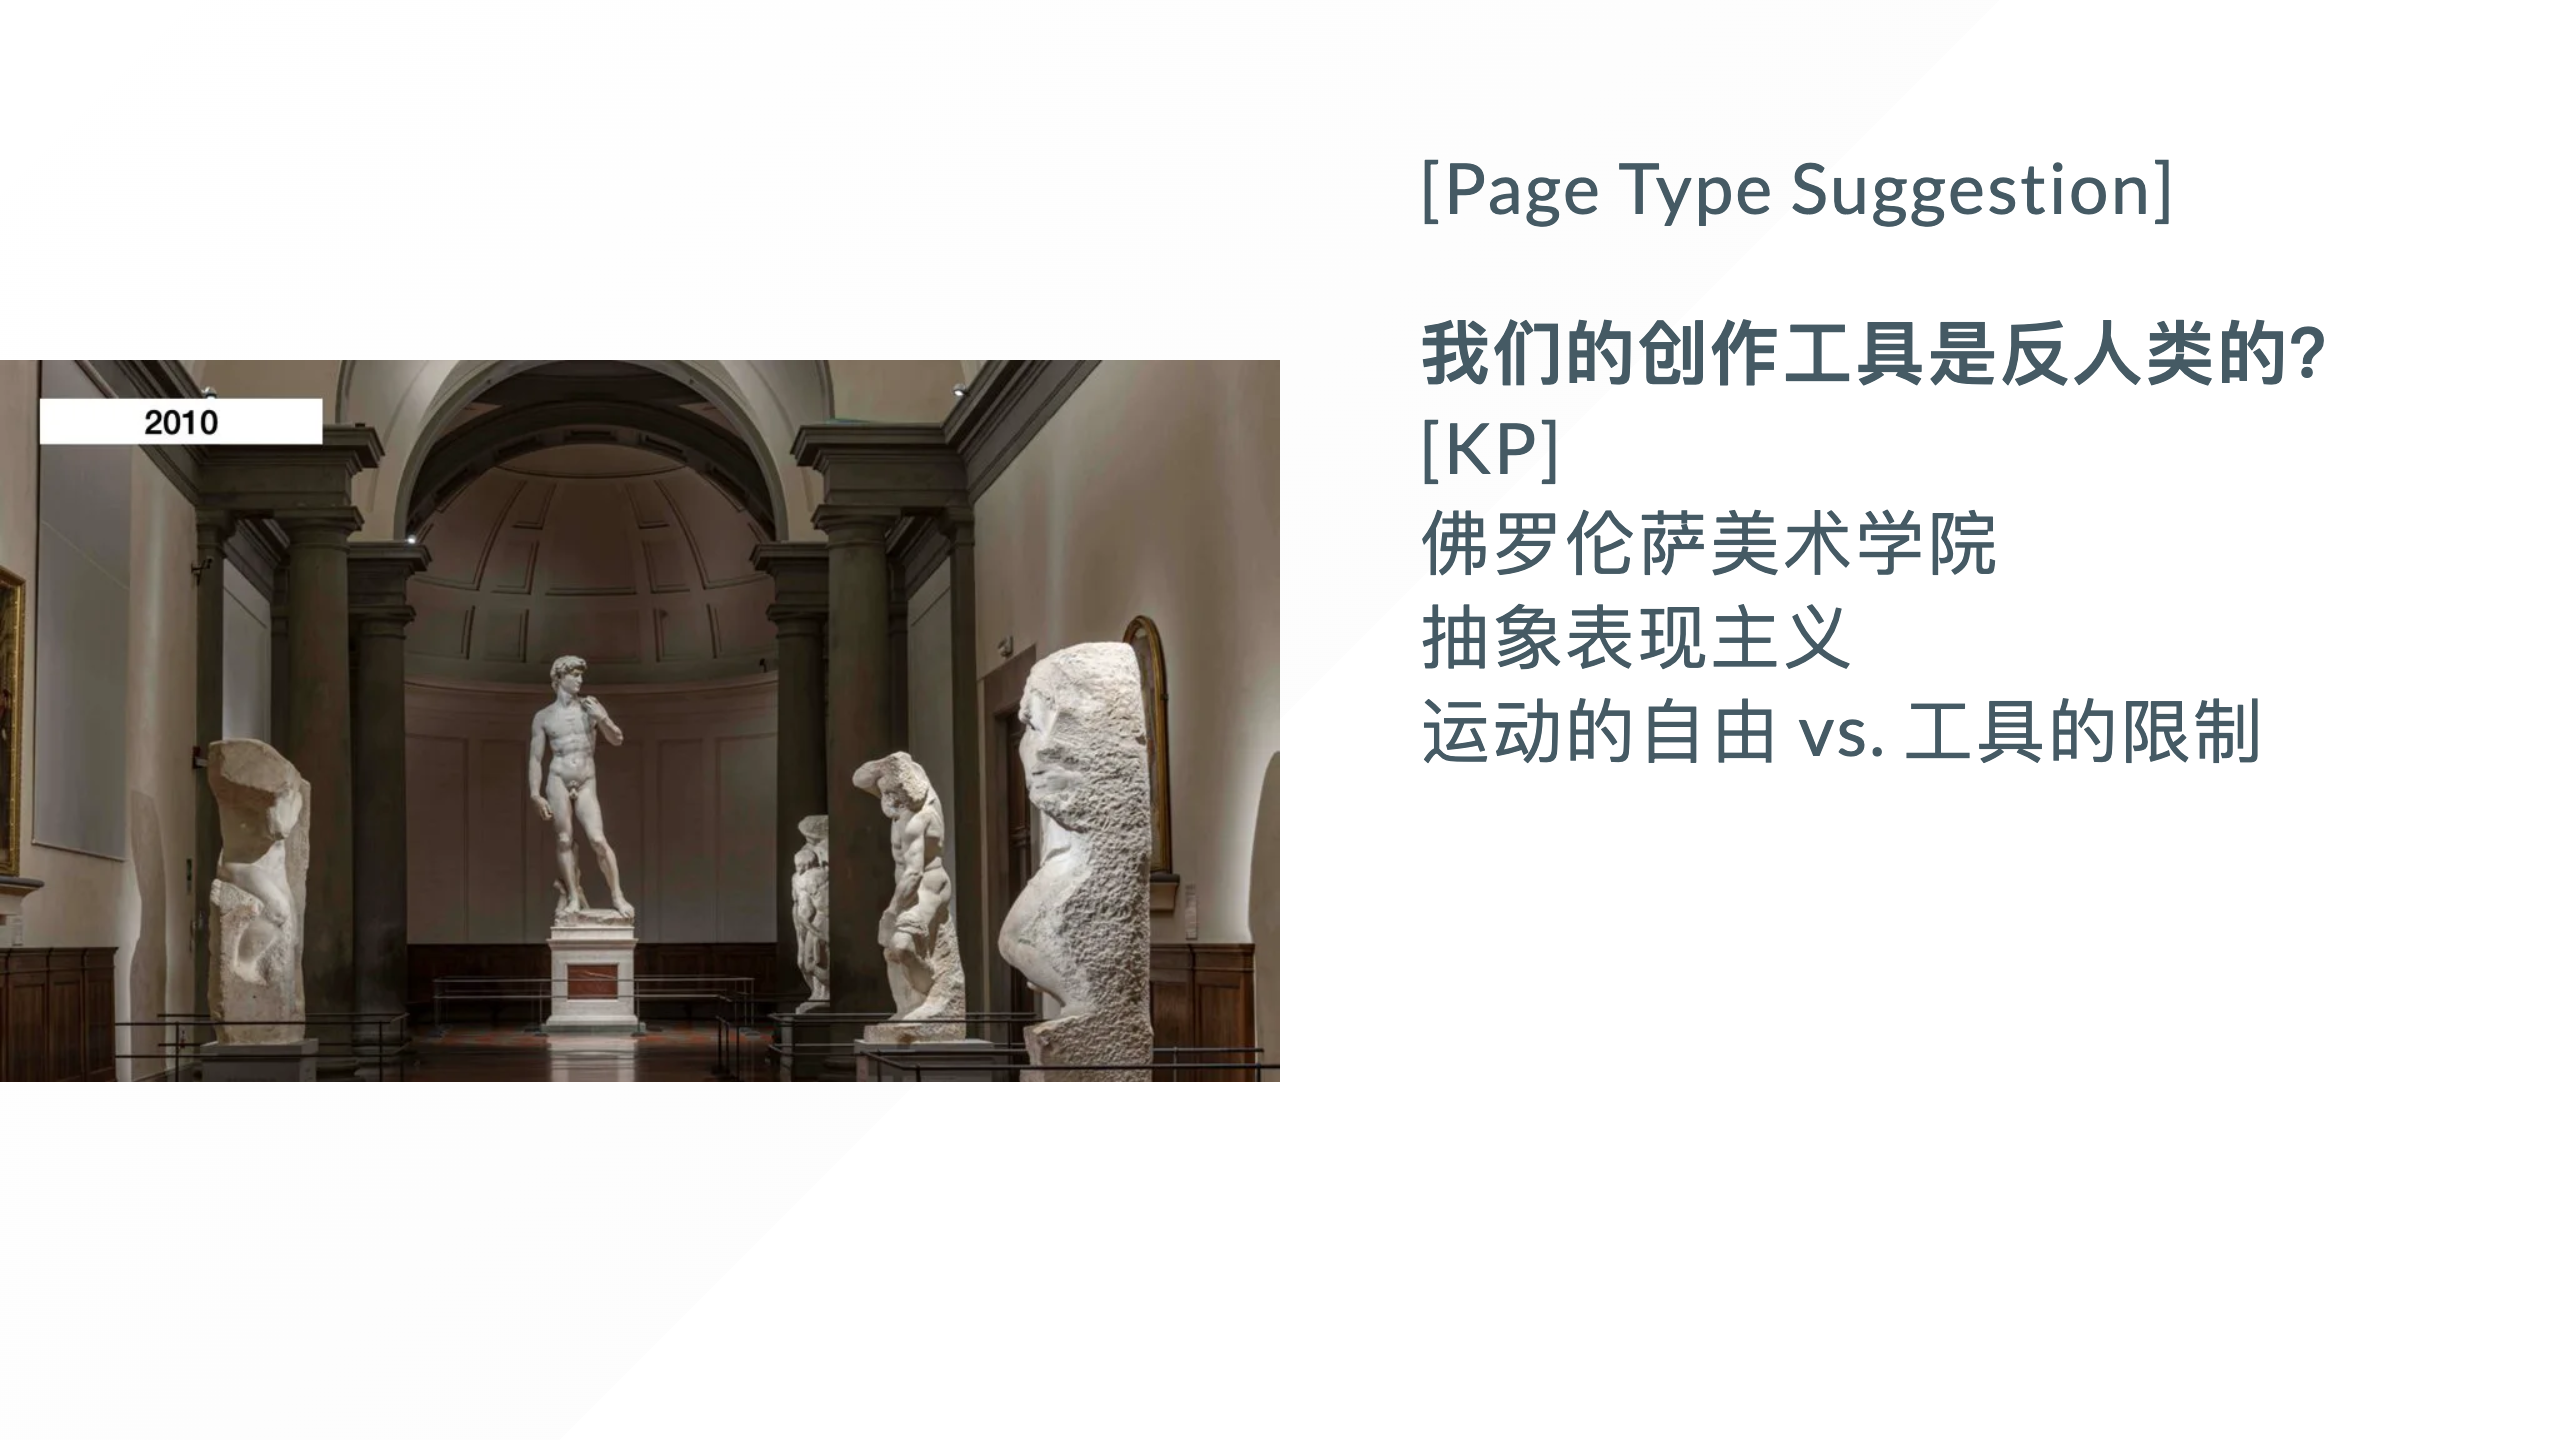 2010
[Page Type Suggestion]
我们的创作工具是反人类的?
[KP]
佛罗伦萨美术学院
抽象表现主义
运动的自由 vs. 工具的限制